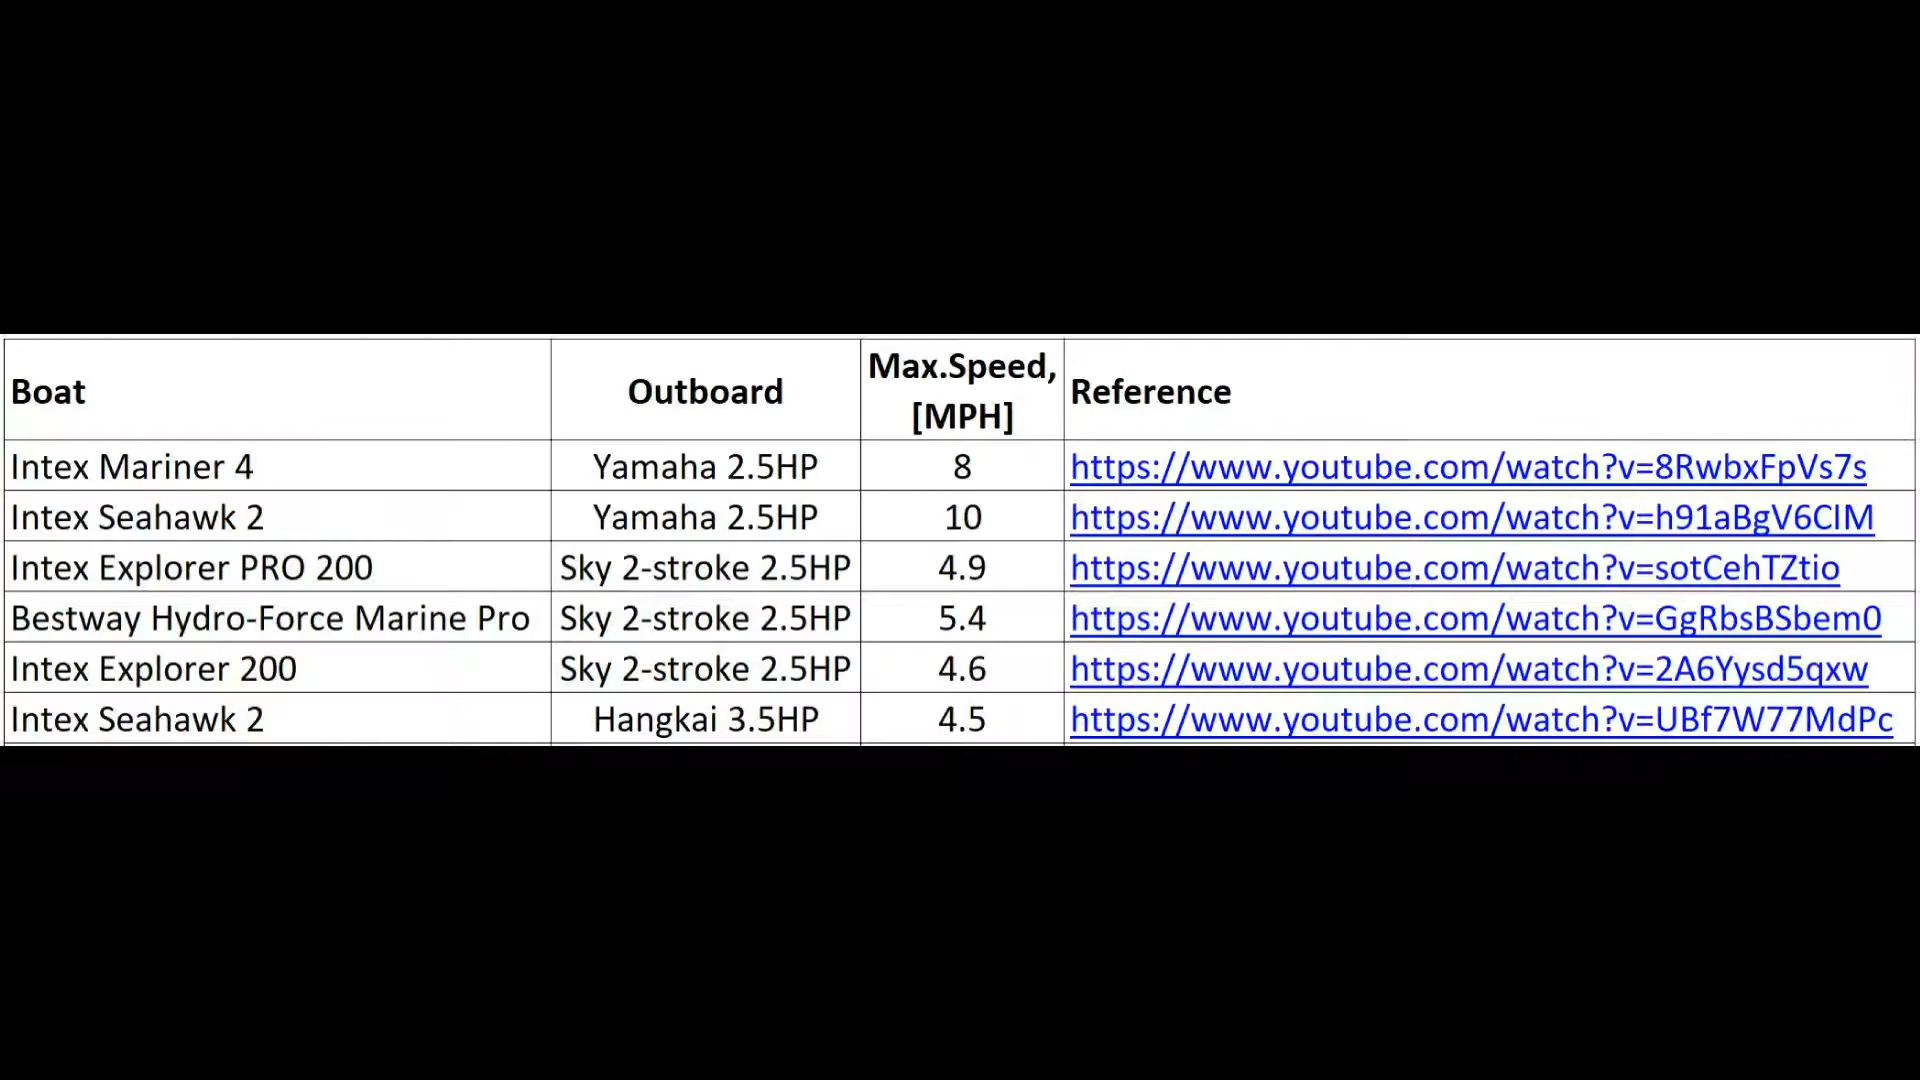 Boat Outboard Max.Speed, [MPH] Reference
Intex Mariner 4 Yamaha 2.5HP 8 https://www.youtube.com/watch?v=8RwbxFpVs7s
Intex Seahawk 2 Yamaha 2.5HP 10 https://www.youtube.com/watch?v=h91aBgV6CIM
Intex Explorer PRO 200 Sky 2-stroke 2.5HP 4.9 https://www.youtube.com/watch?v=sotCehTZtio
Bestway Hydro-Force Marine Pro Sky 2-stroke 2.5HP 5.4 https://www.youtube.com/watch?v=GgRbsBSbem0
Intex Explorer 200 Sky 2-stroke 2.5HP 4.6 https://www.youtube.com/watch?v=2A6Yysd5qxw
Intex Seahawk 2 Hangkai 3.5HP 4.5 https://www.youtube.com/watch?v=UBf7W77MdPc